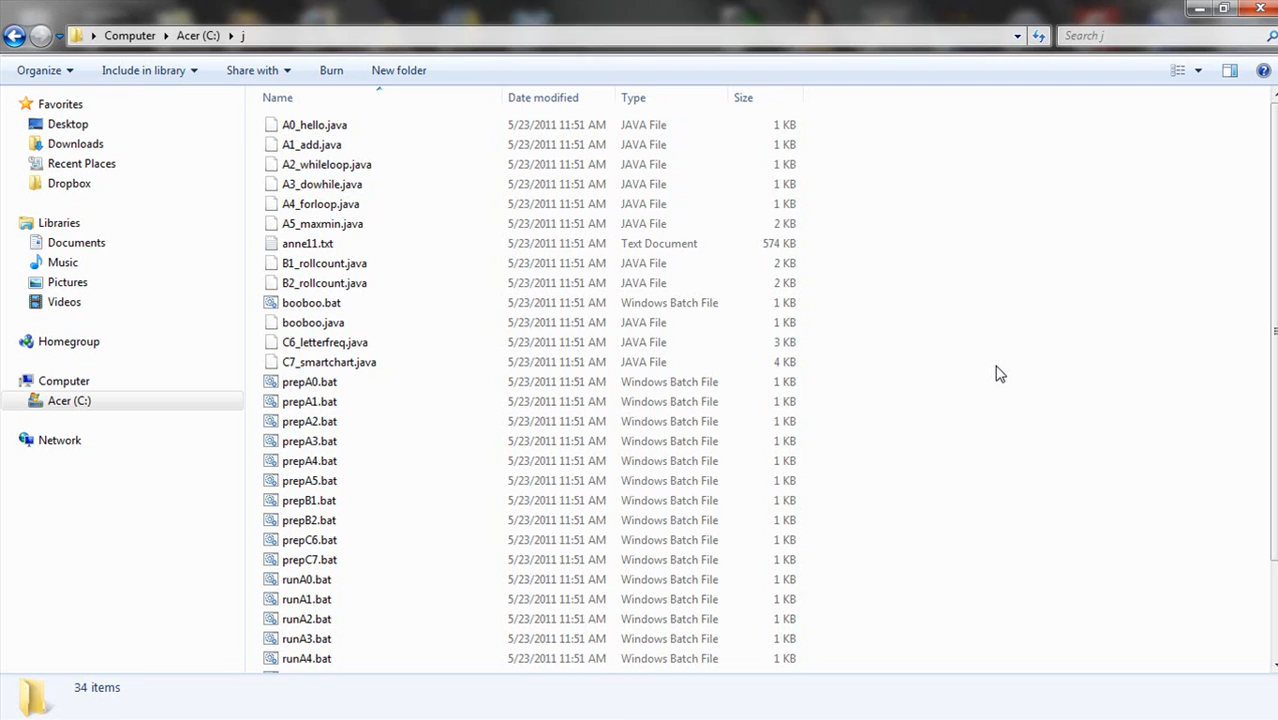 Computer Acer (C:) j Search j
Organize Include in library Share with Burn New folder
Name Date modified Type Size
Favorites
Desktop
Downloads
Recent Places
Dropbox
Libraries
Documents
Music
Pictures
Videos
Homegroup
Computer
Acer (C:)
Network
A0_hello.java 5/23/2011 11:51 AM JAVA File 1 KB
A1_add.java 5/23/2011 11:51 AM JAVA File 1 KB
A2_whileloop.java 5/23/2011 11:51 AM JAVA File 1 KB
A3_dowhile.java 5/23/2011 11:51 AM JAVA File 1 KB
A4_forloop.java 5/23/2011 11:51 AM JAVA File 1 KB
A5_maxmin.java 5/23/2011 11:51 AM JAVA File 2 KB
anne11.txt 5/23/2011 11:51 AM Text Document 574 KB
B1_rollcount.java 5/23/2011 11:51 AM JAVA File 2 KB
B2_rollcount.java 5/23/2011 11:51 AM JAVA File 2 KB
booboo.bat 5/23/2011 11:51 AM Windows Batch File 1 KB
booboo.java 5/23/2011 11:51 AM JAVA File 1 KB
C6_letterfreq.java 5/23/2011 11:51 AM JAVA File 3 KB
C7_smartchart.java 5/23/2011 11:51 AM JAVA File 4 KB
prepA0.bat 5/23/2011 11:51 AM Windows Batch File 1 KB
prepA1.bat 5/23/2011 11:51 AM Windows Batch File 1 KB
prepA2.bat 5/23/2011 11:51 AM Windows Batch File 1 KB
prepA3.bat 5/23/2011 11:51 AM Windows Batch File 1 KB
prepA4.bat 5/23/2011 11:51 AM Windows Batch File 1 KB
prepA5.bat 5/23/2011 11:51 AM Windows Batch File 1 KB
prepB1.bat 5/23/2011 11:51 AM Windows Batch File 1 KB
prepB2.bat 5/23/2011 11:51 AM Windows Batch File 1 KB
prepC6.bat 5/23/2011 11:51 AM Windows Batch File 1 KB
prepC7.bat 5/23/2011 11:51 AM Windows Batch File 1 KB
runA0.bat 5/23/2011 11:51 AM Windows Batch File 1 KB
runA1.bat 5/23/2011 11:51 AM Windows Batch File 1 KB
runA2.bat 5/23/2011 11:51 AM Windows Batch File 1 KB
runA3.bat 5/23/2011 11:51 AM Windows Batch File 1 KB
runA4.bat 5/23/2011 11:51 AM Windows Batch File 1 KB
34 items